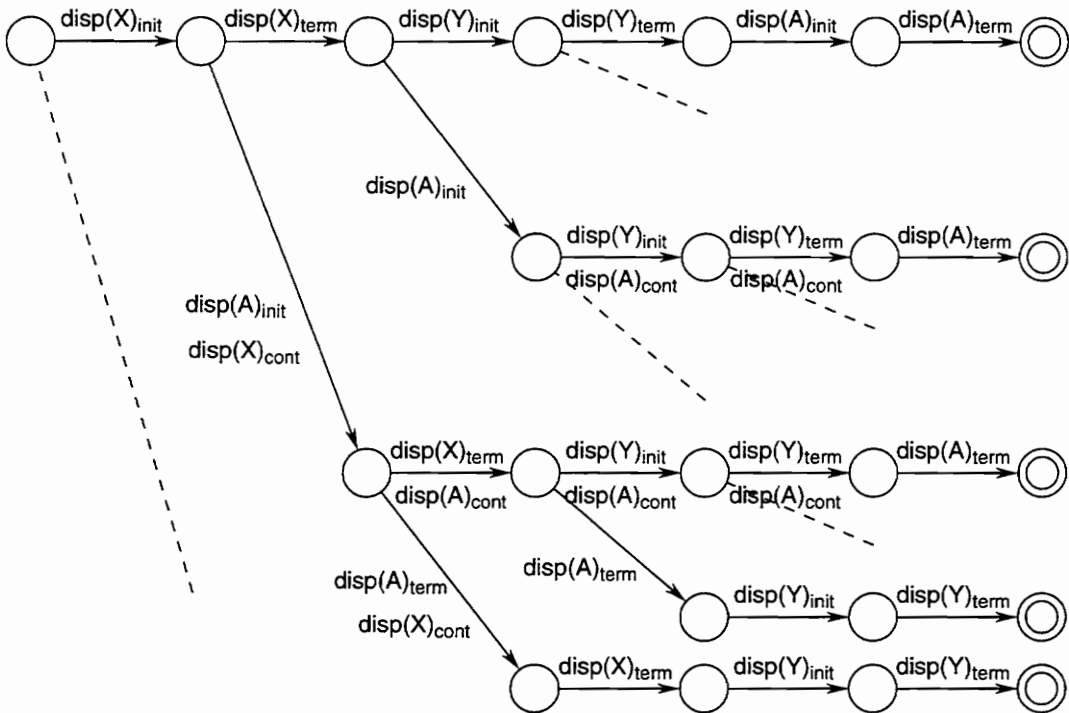 disp(X)init disp(X)term disp(Y)init disp(Y)term disp(A)init disp(A)term
disp(A)init
disp(Y)init disp(Y)term disp(A)term
disp(A)cont disp(A)cont
disp(A)init
disp(X)cont
disp(X)term disp(Y)init disp(Y)term disp(A)term
disp(A)cont disp(A)cont disp(A)cont
disp(A)term disp(A)term
disp(X)cont
disp(Y)init disp(Y)term
disp(X)term disp(Y)init disp(Y)term